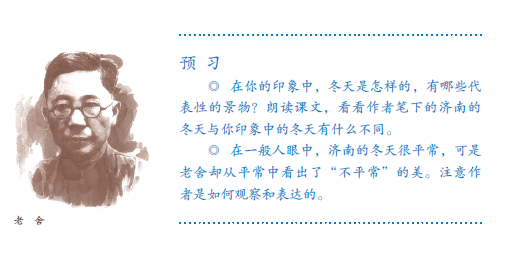 预 习
◎ 在你的印象中，冬天是怎样的，有哪些代
表性的景物？朗读课文，看看作者笔下的济南的
冬天与你印象中的冬天有什么不同。
◎ 在一般人眼中，济南的冬天很平常，可是
老舍却从平常中看出了“不平常”的美。注意作
者是如何观察和表达的。
老 舍